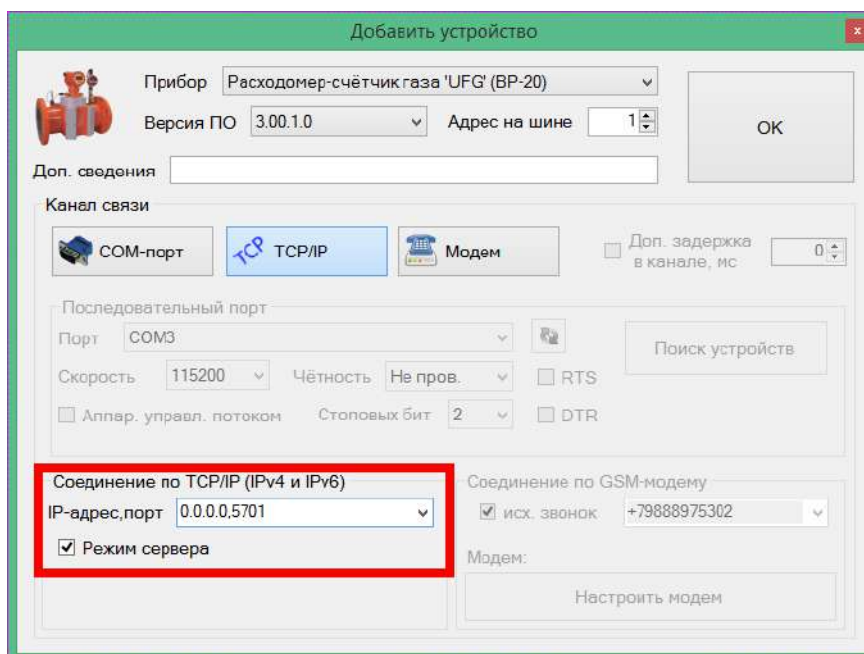 Добавить устройство
x
Прибор Расходомер-счётчик газа 'UFG' (ВР-20)
Версия ПО 3.00.1.0 Адрес на шине 1
OK
Доп. сведения
Канал связи
COM-порт TCP TCP/IP Модем Доп. задержка
в канале, мс 0
Последовательный порт
Порт COM3 Поиск устройств
Скорость 115200 Чётность Не пров. RTS
Аппар. управл. потоком Стоповых бит 2 DTR
Соединение по TCP/IP (IPv4 и IPv6) Соединение по GSM-модему
IP-адрес,порт 0.0.0.0,5701 исх. звонок +79888975302
Режим сервера
Модем:
Настроить модем